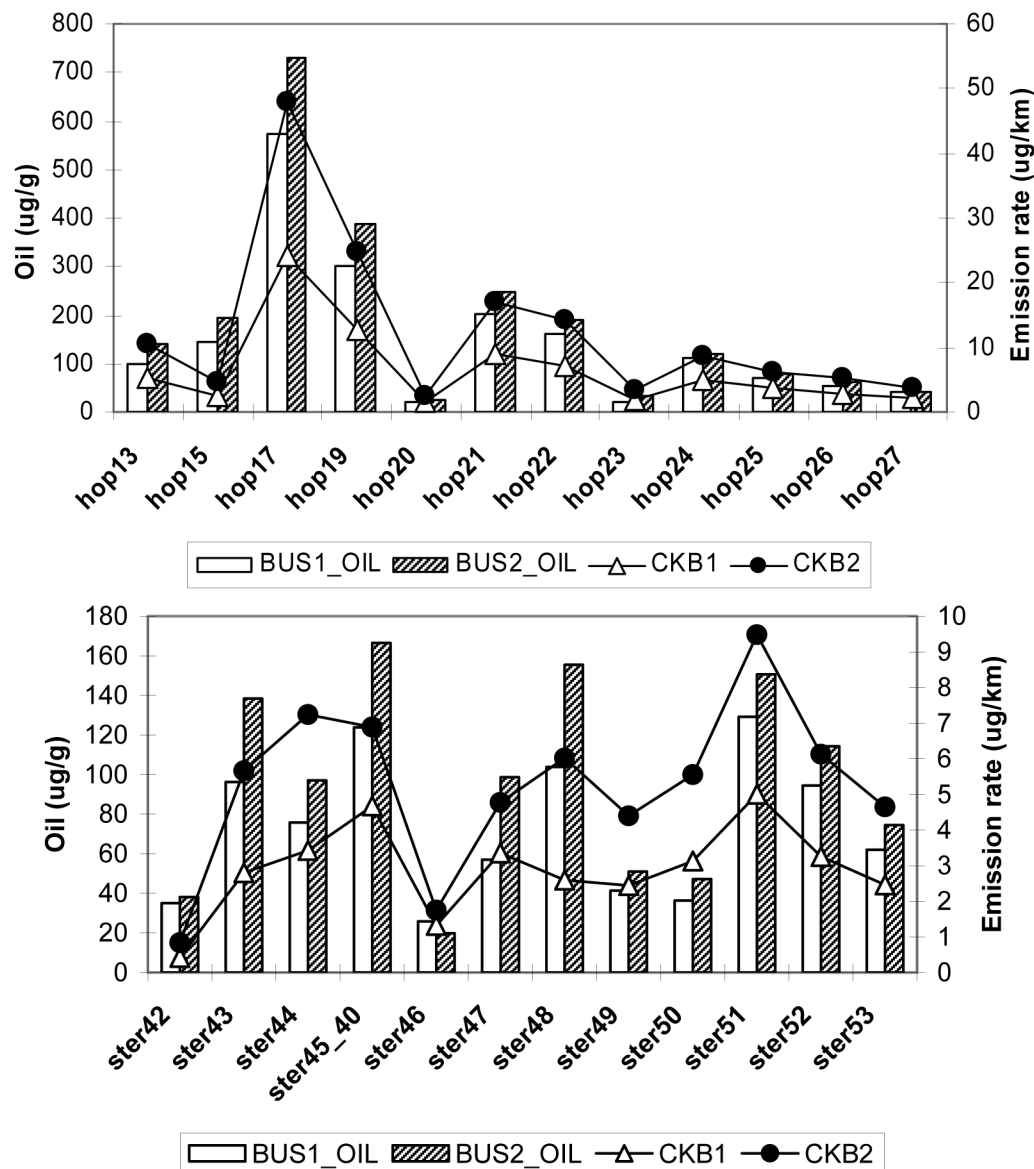 800
700
600
500
400
300
200
100
0
Oil (ug/g)
60
50
40
30
20
10
0
Emission rate (ug/km)
hop13
hop15
hop17
hop19
hop20
hop21
hop22
hop23
hop24
hop25
hop26
hop27
BUS1_OIL BUS2_OIL CKB1 CKB2
180
160
140
120
100
80
60
40
20
0
Oil (ug/g)
10
9
8
7
6
5
4
3
2
1
0
Emission rate (ug/km)
ster42
ster43
ster44
ster45_40
ster46
ster47
ster48
ster49
ster50
ster51
ster52
ster53
BUS1_OIL BUS2_OIL CKB1 CKB2